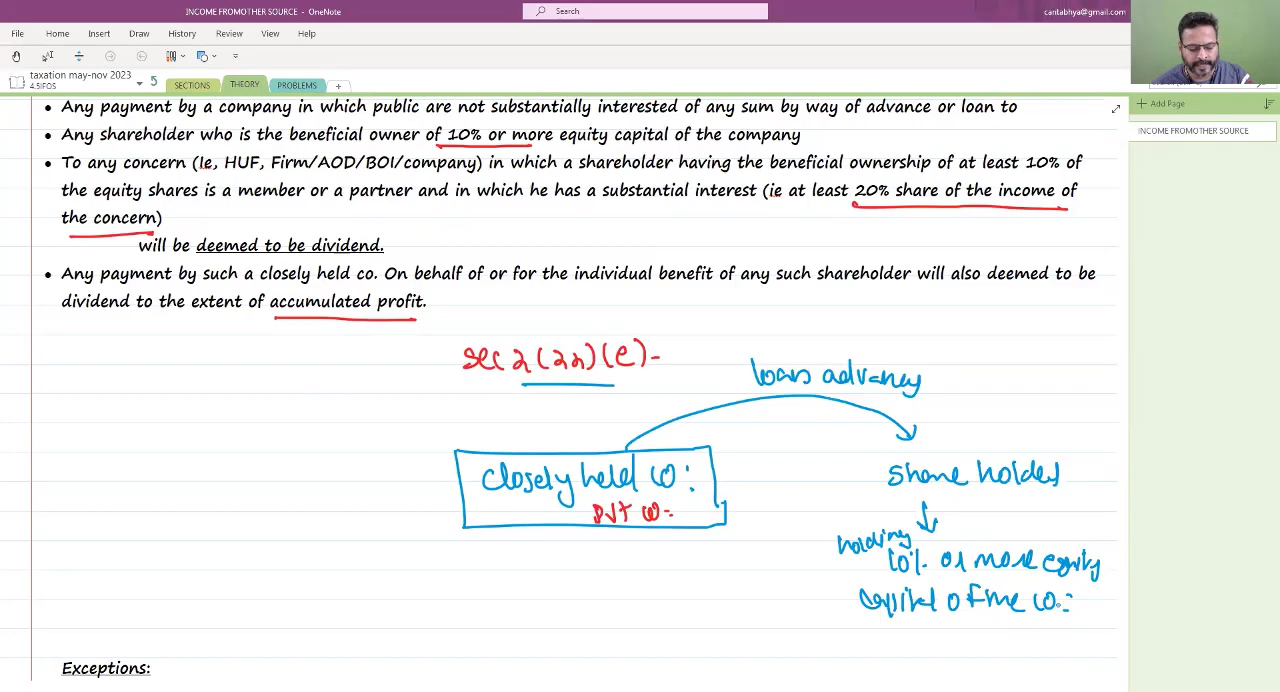 INCOME FROMOTHER SOURCE - OneNote
Search
cantabhya@gmail.com
File Home Insert Draw History Review View Help
taxation may-nov 2023
4.5IFOS
5
SECTIONS THEORY PROBLEMS
Add Page
INCOME FROMOTHER SOURCE
• Any payment by a company in which public are not substantially interested of any sum by way of advance or loan to
• Any shareholder who is the beneficial owner of 10% or more equity capital of the company
• To any concern (Ie, HUF, Firm/AOD/BOI/company) in which a shareholder having the beneficial ownership of at least 10% of
the equity shares is a member or a partner and in which he has a substantial interest (ie at least 20% share of the income of
the concern)
will be deemed to be dividend.
• Any payment by such a closely held co. On behalf of or for the individual benefit of any such shareholder will also deemed to be
dividend to the extent of accumulated profit.
sec 2(22)(e) -
loans
closely held co:
pvt co:
share holder
holding
10% or more equity
capital of the co:
Exceptions: